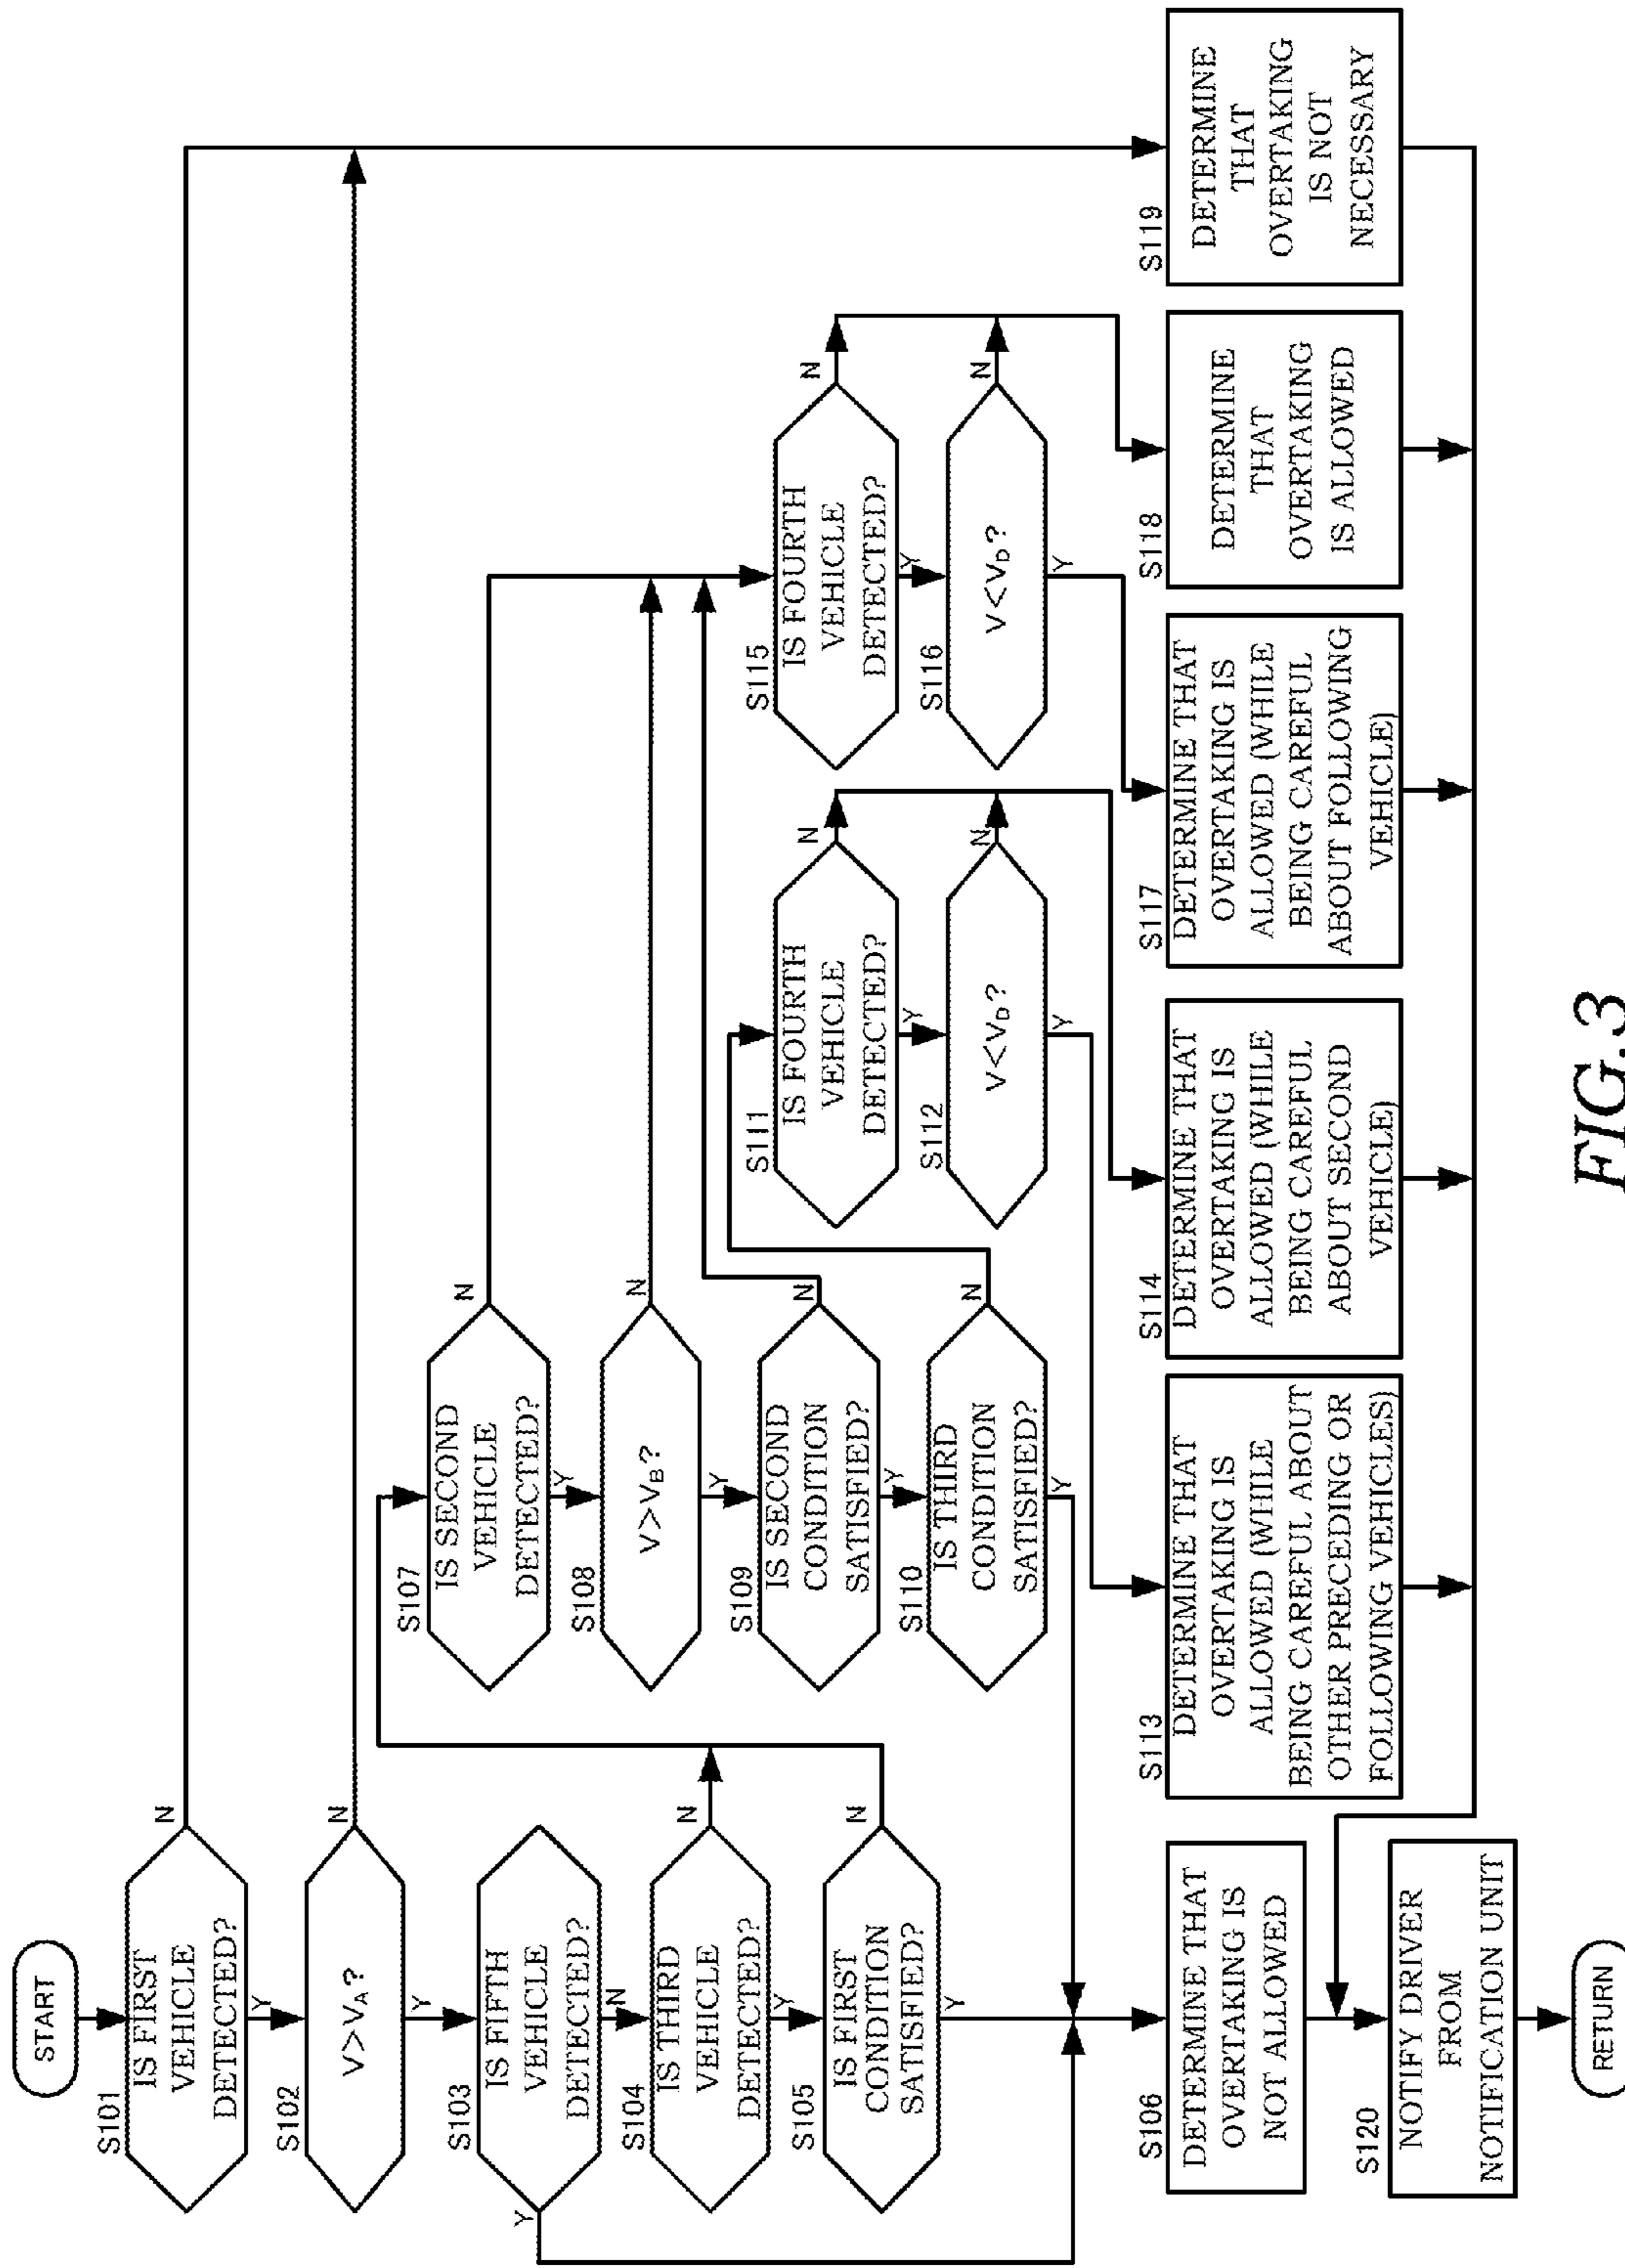 START
S101
IS FIRST
VEHICLE
DETECTED?
N
Y
S102
V>VA?
N
Y
S103
IS FIFTH
VEHICLE
DETECTED?
Y
N
S104
IS THIRD
VEHICLE
DETECTED?
N
Y
S105
IS FIRST
CONDITION
SATISFIED?
N
Y
S106
DETERMINE THAT
OVERTAKING IS
NOT ALLOWED
S120
NOTIFY DRIVER
FROM
NOTIFICATION UNIT
RETURN
S107
IS SECOND
VEHICLE
DETECTED?
N
Y
S108
V>VB?
N
Y
S109
IS SECOND
CONDITION
SATISFIED?
N
Y
S110
IS THIRD
CONDITION
SATISFIED?
N
Y
S111
IS FOURTH
VEHICLE
DETECTED?
N
Y
S112
V<VD?
N
Y
S113
DETERMINE THAT
OVERTAKING IS
ALLOWED (WHILE
BEING CAREFUL ABOUT
OTHER PRECEDING OR
FOLLOWING VEHICLES)
S114
DETERMINE THAT
OVERTAKING IS
ALLOWED (WHILE
BEING CAREFUL
ABOUT SECOND
VEHICLE)
S115
IS FOURTH
VEHICLE
DETECTED?
N
Y
S116
V<VD?
N
Y
S117
DETERMINE THAT
OVERTAKING IS
ALLOWED (WHILE
BEING CAREFUL
ABOUT FOLLOWING
VEHICLE)
S118
DETERMINE
THAT
OVERTAKING
IS ALLOWED
S119
DETERMINE
THAT
OVERTAKING
IS NOT
NECESSARY
FIG.3